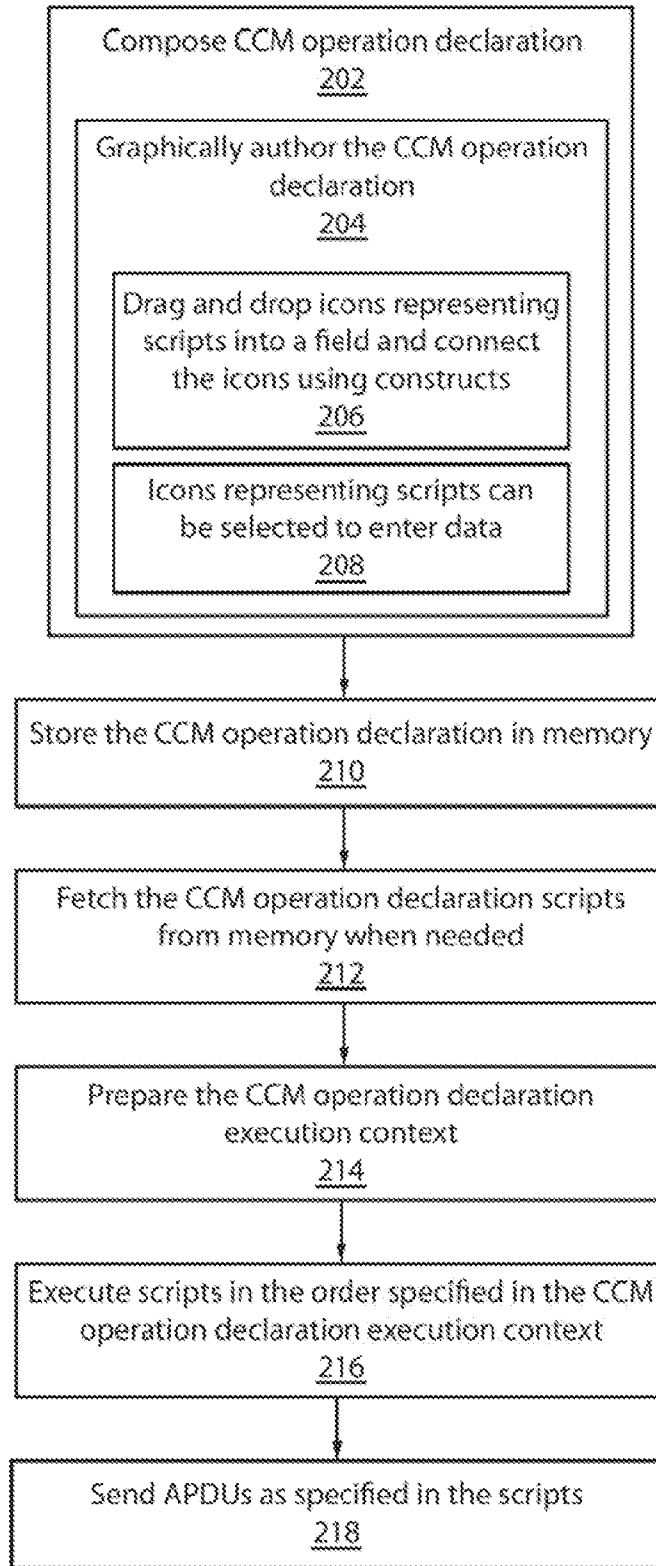 Compose CCM operation declaration
202
Graphically author the CCM operation
declaration
204
Drag and drop icons representing
scripts into a field and connect
the icons using constructs
206
Icons representing scripts can
be selected to enter data
208
Store the CCM operation declaration in memory
210
Fetch the CCM operation declaration scripts
from memory when needed
212
Prepare the CCM operation declaration
execution context
214
Execute scripts in the order specified in the CCM
operation declaration execution context
216
Send APDUs as specified in the scripts
218